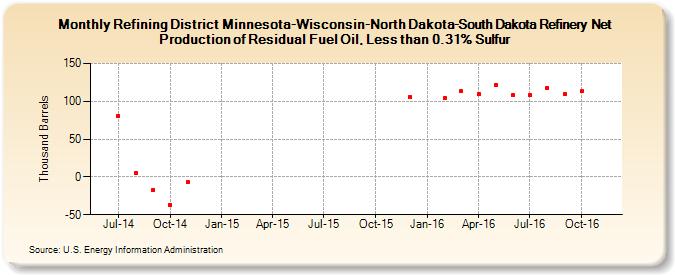 Monthly Refining District Minnesota-Wisconsin-North Dakota-South Dakota Refinery Net
Production of Residual Fuel Oil, Less than 0.31% Sulfur
Thousand Barrels
150
100
50
0
-50
Jul-14 Oct-14 Jan-15 Apr-15 Jul-15 Oct-15 Jan-16 Apr-16 Jul-16 Oct-16
Source: U.S. Energy Information Administration